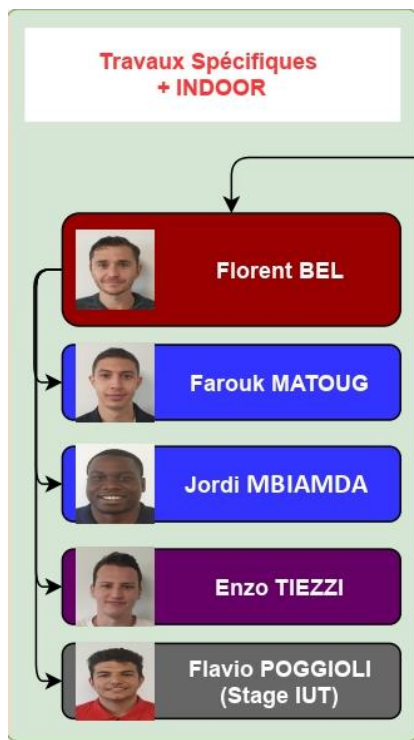 Travaux Spécifiques
+ INDOOR
Florent BEL
Farouk MATOUG
Jordi MBIAMDA
Enzo TIEZZI
Flavio POGGIOLI
(Stage IUT)